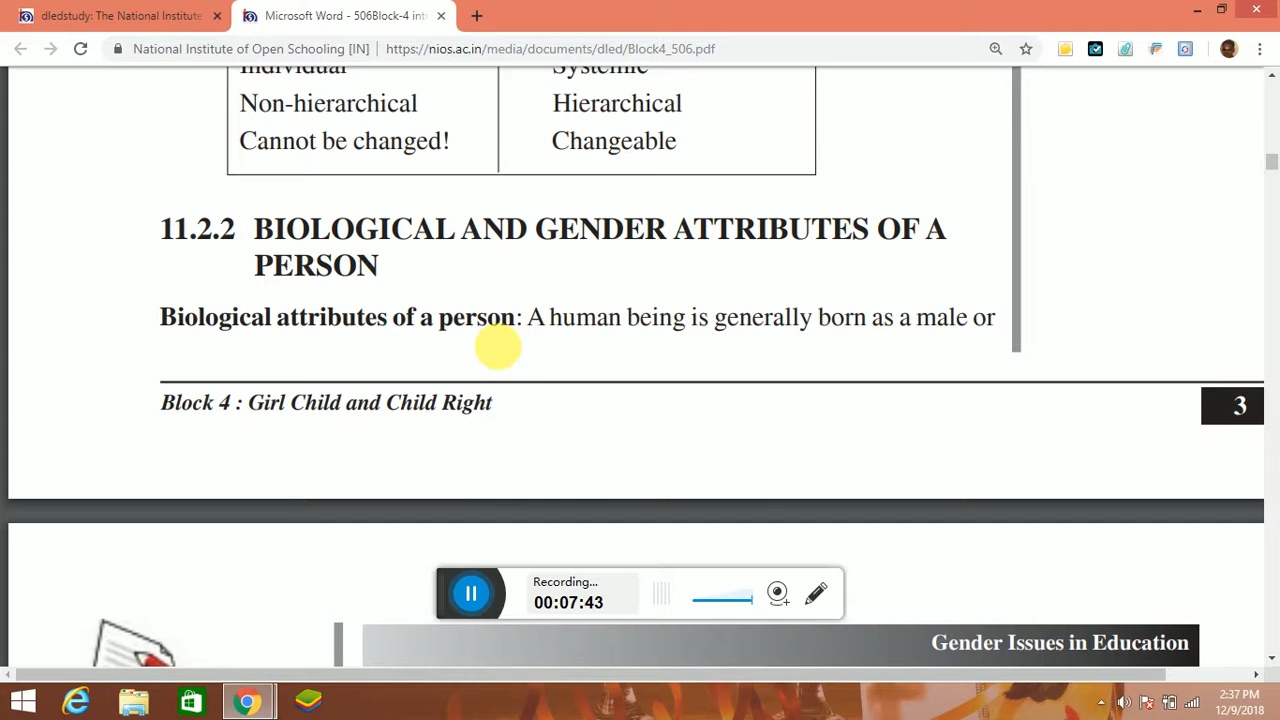 dledstudy: The National Institute
Microsoft Word - 506Block-4 int
National Institute of Open Schooling [IN]
https://nios.ac.in/media/documents/dled/Block4_506.pdf
Individual Systemic
Non-hierarchical Hierarchical
Cannot be changed! Changeable
11.2.2 BIOLOGICAL AND GENDER ATTRIBUTES OF A
PERSON
Biological attributes of a person: A human being is generally born as a male or
Block 4 : Girl Child and Child Right
3
Recording...
00:07:43
Gender Issues in Education
2:37 PM
12/9/2018